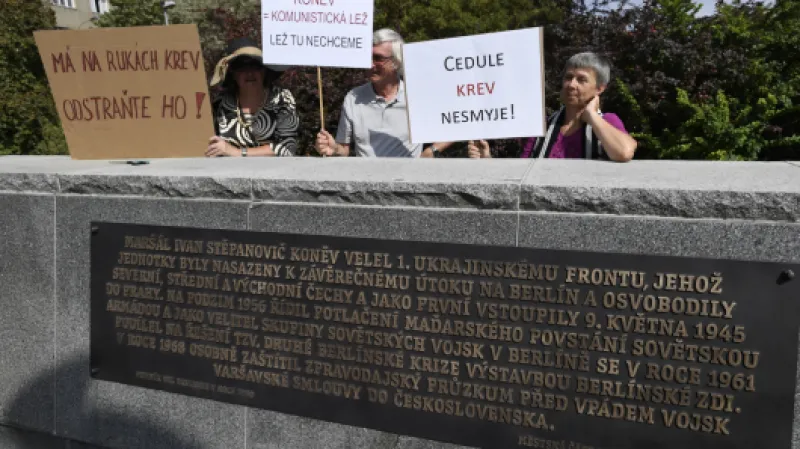 MÁ NA RUKÁCH KREV
ODSTRAŇTE HO!
KONĚV
= KOMUNISTICKÁ LEŽ
LEŽ TU NECHCEME
CEDULE
KREV
NESMYJE!
MARŠÁL IVAN STĚPANOVIČ KONĚV VELEL 1. UKRAJINSKÉMU FRONTU, JEHOŽ
JEDNOTKY BYLY NASAZENY K ZÁVĚREČNÉMU ÚTOKU NA BERLÍN A OSVOBODILY
SEVERNÍ, STŘEDNÍ A VÝCHODNÍ ČECHY A JAKO PRVNÍ VSTOUPILY 9. KVĚTNA 1945
DO PRAHY. NA PODZIM 1956 ŘÍDIL POTLAČENÍ MAĎARSKÉHO POVSTÁNÍ SOVĚTSKOU
ARMÁDOU A JAKO VELITEL SKUPINY SOVĚTSKÝCH VOJSK V BERLÍNĚ SE V ROCE 1961
PODÍLEL NA ŘEŠENÍ TZV. DRUHÉ BERLÍNSKÉ KRIZE VÝSTAVBOU BERLÍNSKÉ ZDI.
V ROCE 1968 OSOBNĚ ZAŠTÍTIL ZPRAVODAJSKÝ PRŮZKUM PŘED VPÁDEM VOJSK
VARŠAVSKÉ SMLOUVY DO ČESKOSLOVENSKA.
MĚSTSKÁ